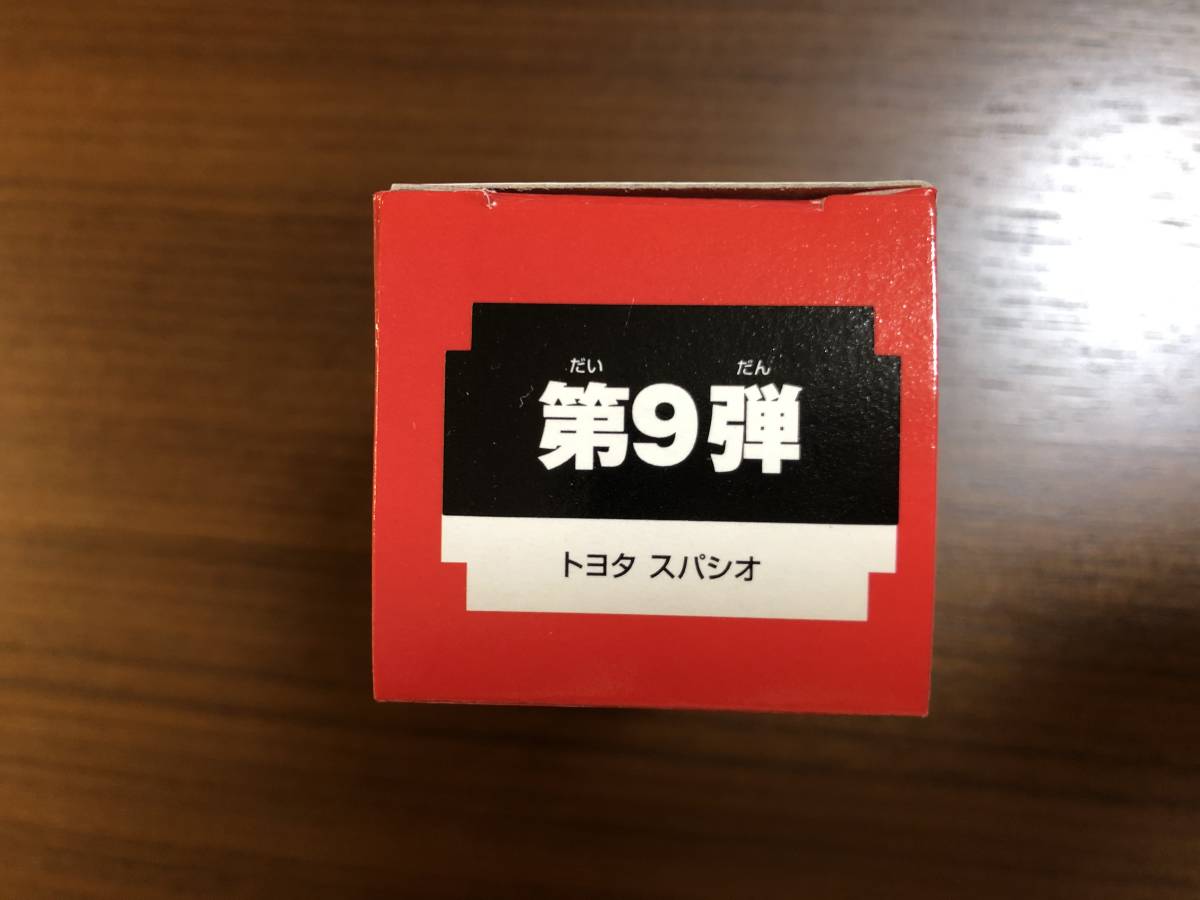 だい だん
第9弾
トヨタ スパシオ